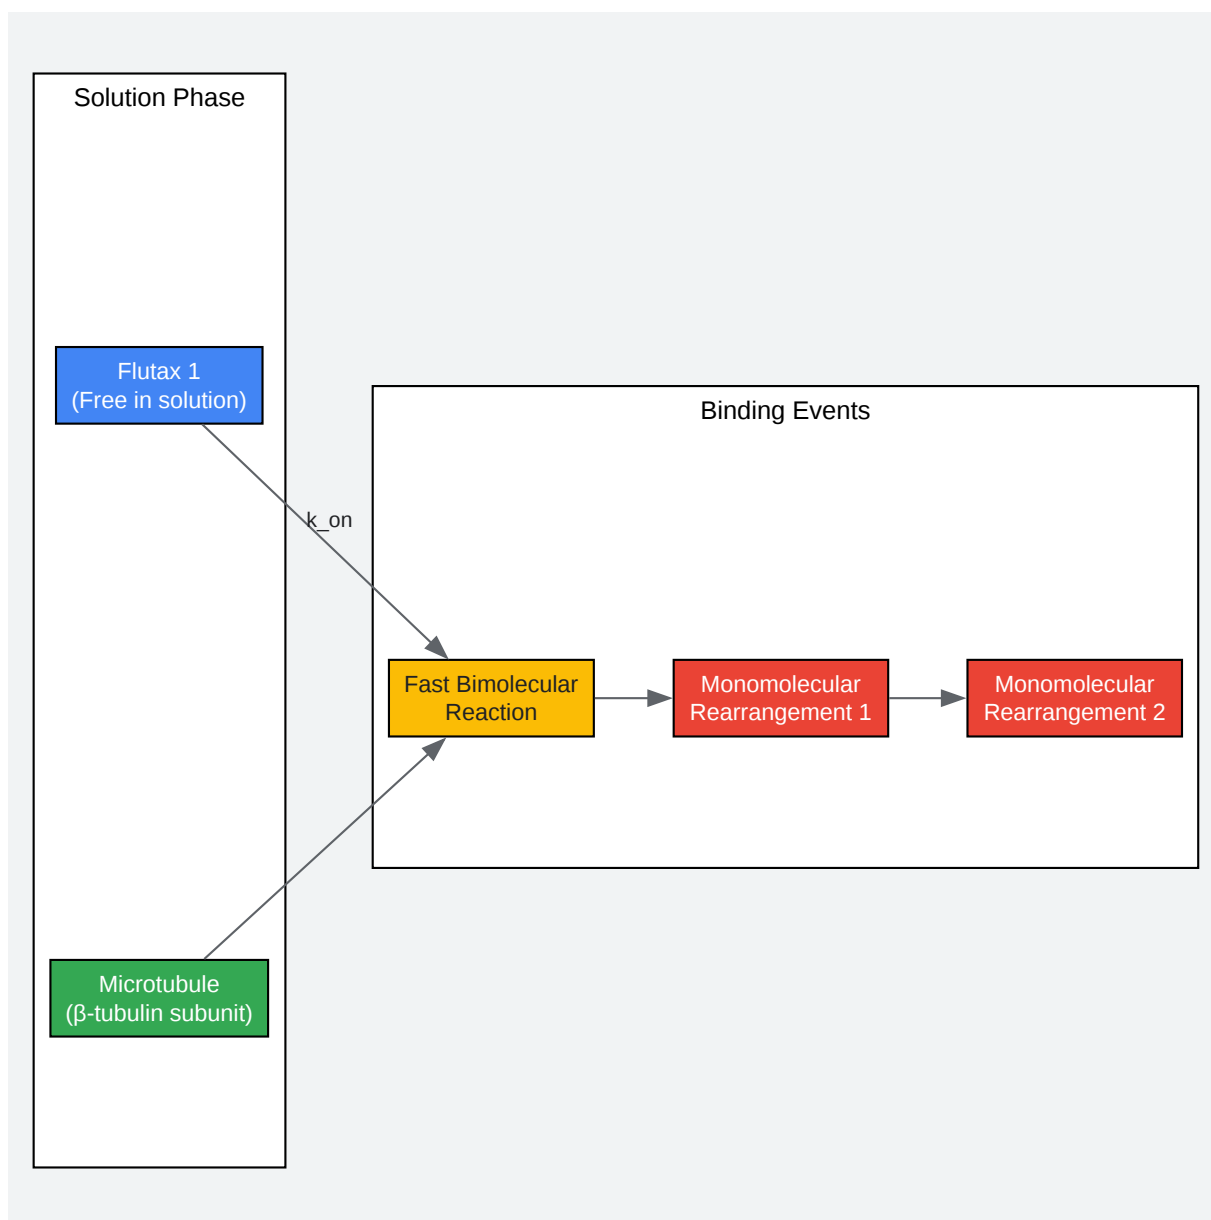 Solution Phase
Flutax 1
(Free in solution)
k_on
Microtubule
(β-tubulin subunit)
Binding Events
Fast Bimolecular
Reaction
Monomolecular
Rearrangement 1
Monomolecular
Rearrangement 2